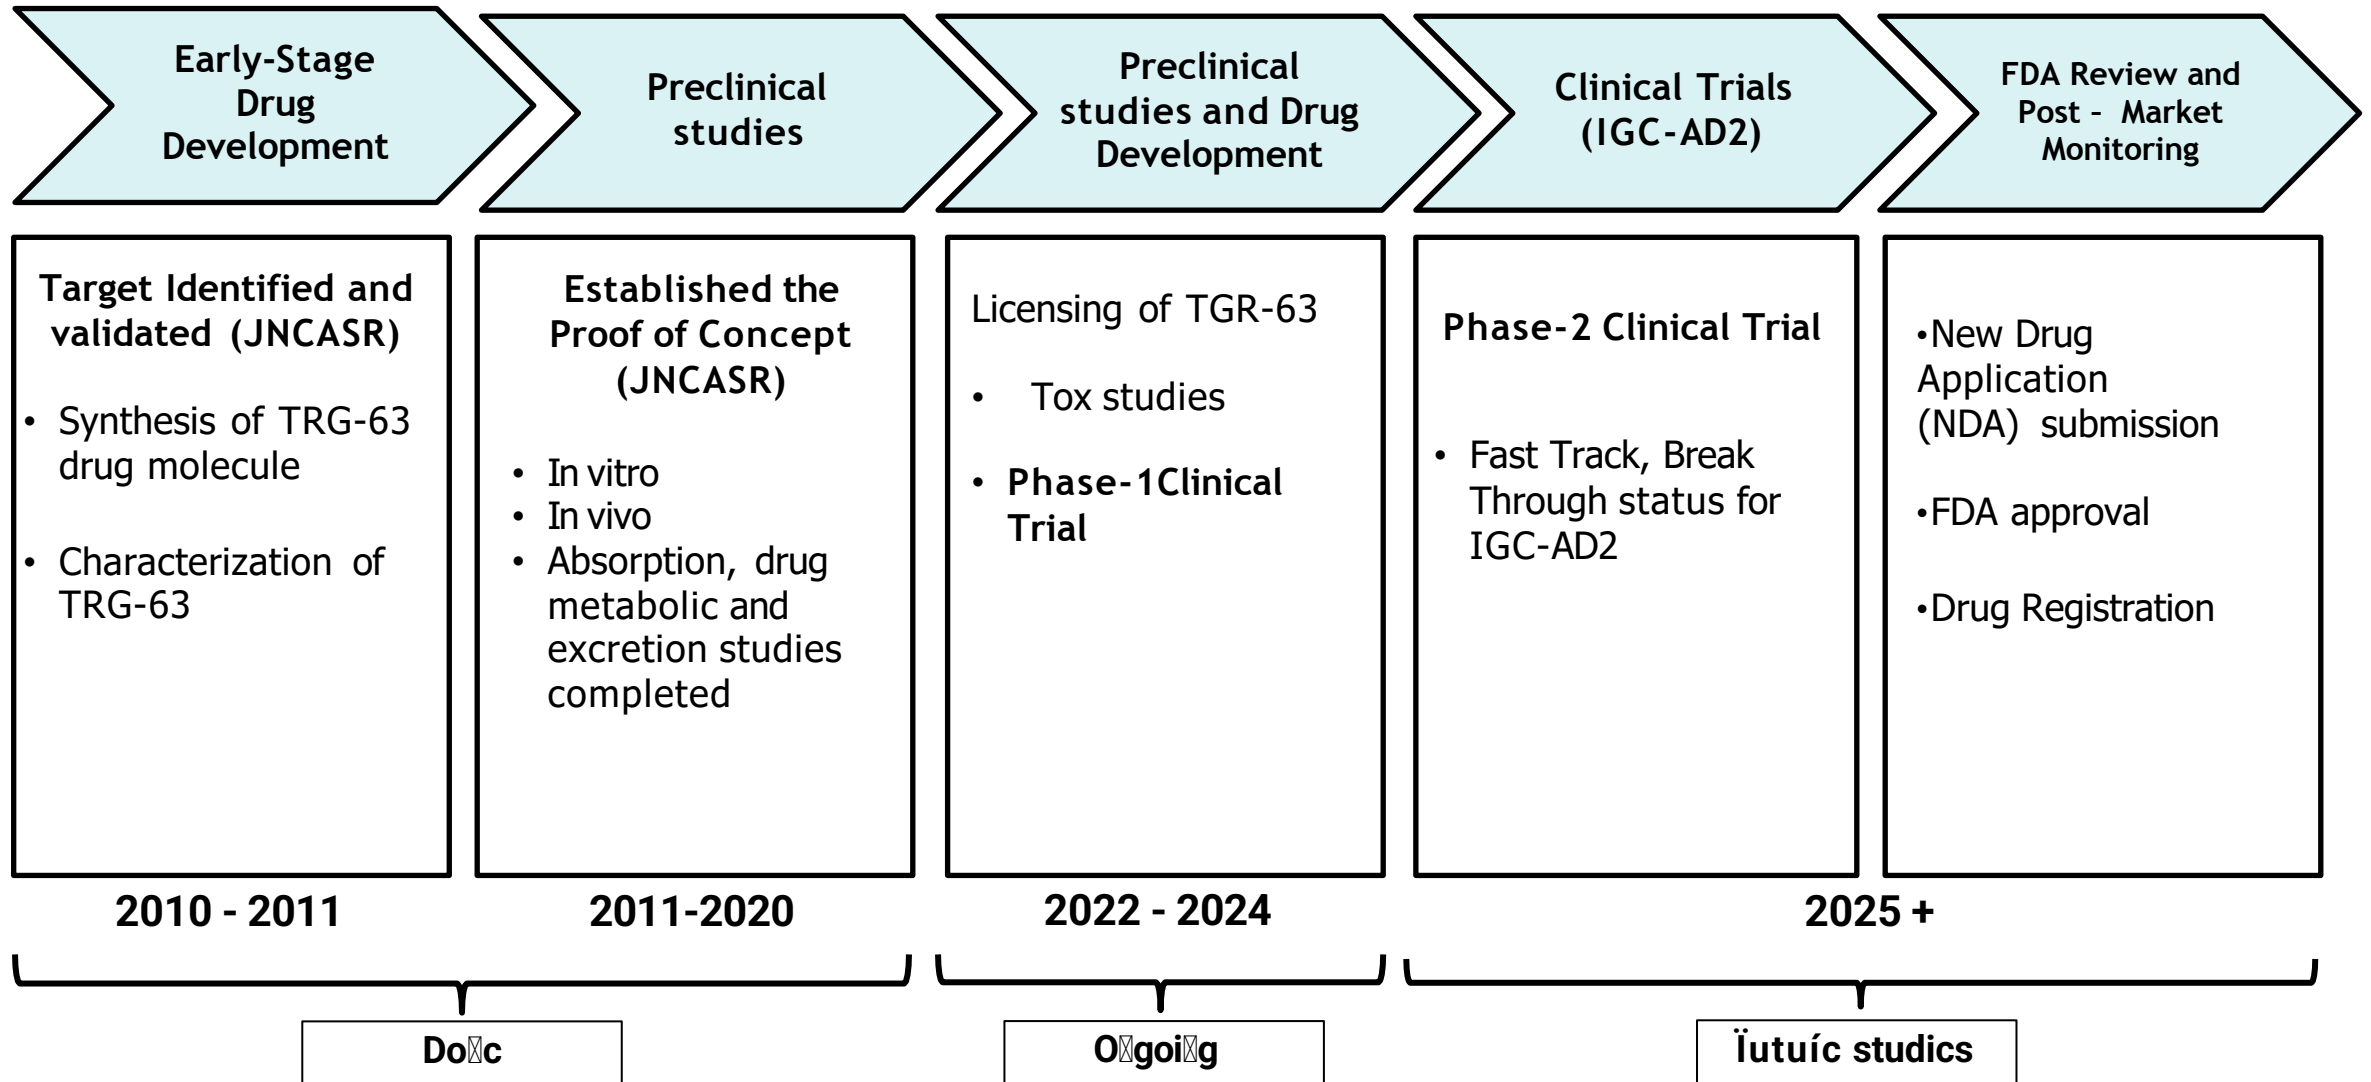 Early-Stage
Drug
Development
Preclinical
studies
Preclinical
studies and Drug
Development
Clinical Trials
(IGC-AD2)
FDA Review and
Post - Market
Monitoring
Target Identified and
validated (JNCASR)
• Synthesis of TRG-63
drug molecule
• Characterization of
TRG-63
Established the
Proof of Concept
(JNCASR)
• In vitro
• In vivo
• Absorption, drug
metabolic and
excretion studies
completed
Licensing of TGR-63
• Tox studies
• Phase-1Clinical
Trial
Phase-2 Clinical Trial
• Fast Track, Break
Through status for
IGC-AD2
•New Drug
Application
(NDA) submission
•FDA approval
•Drug Registration
2010 - 2011
2011-2020
2022 - 2024
2025 +
Do▯c
O▯goi▯g
Ïutuíc studics